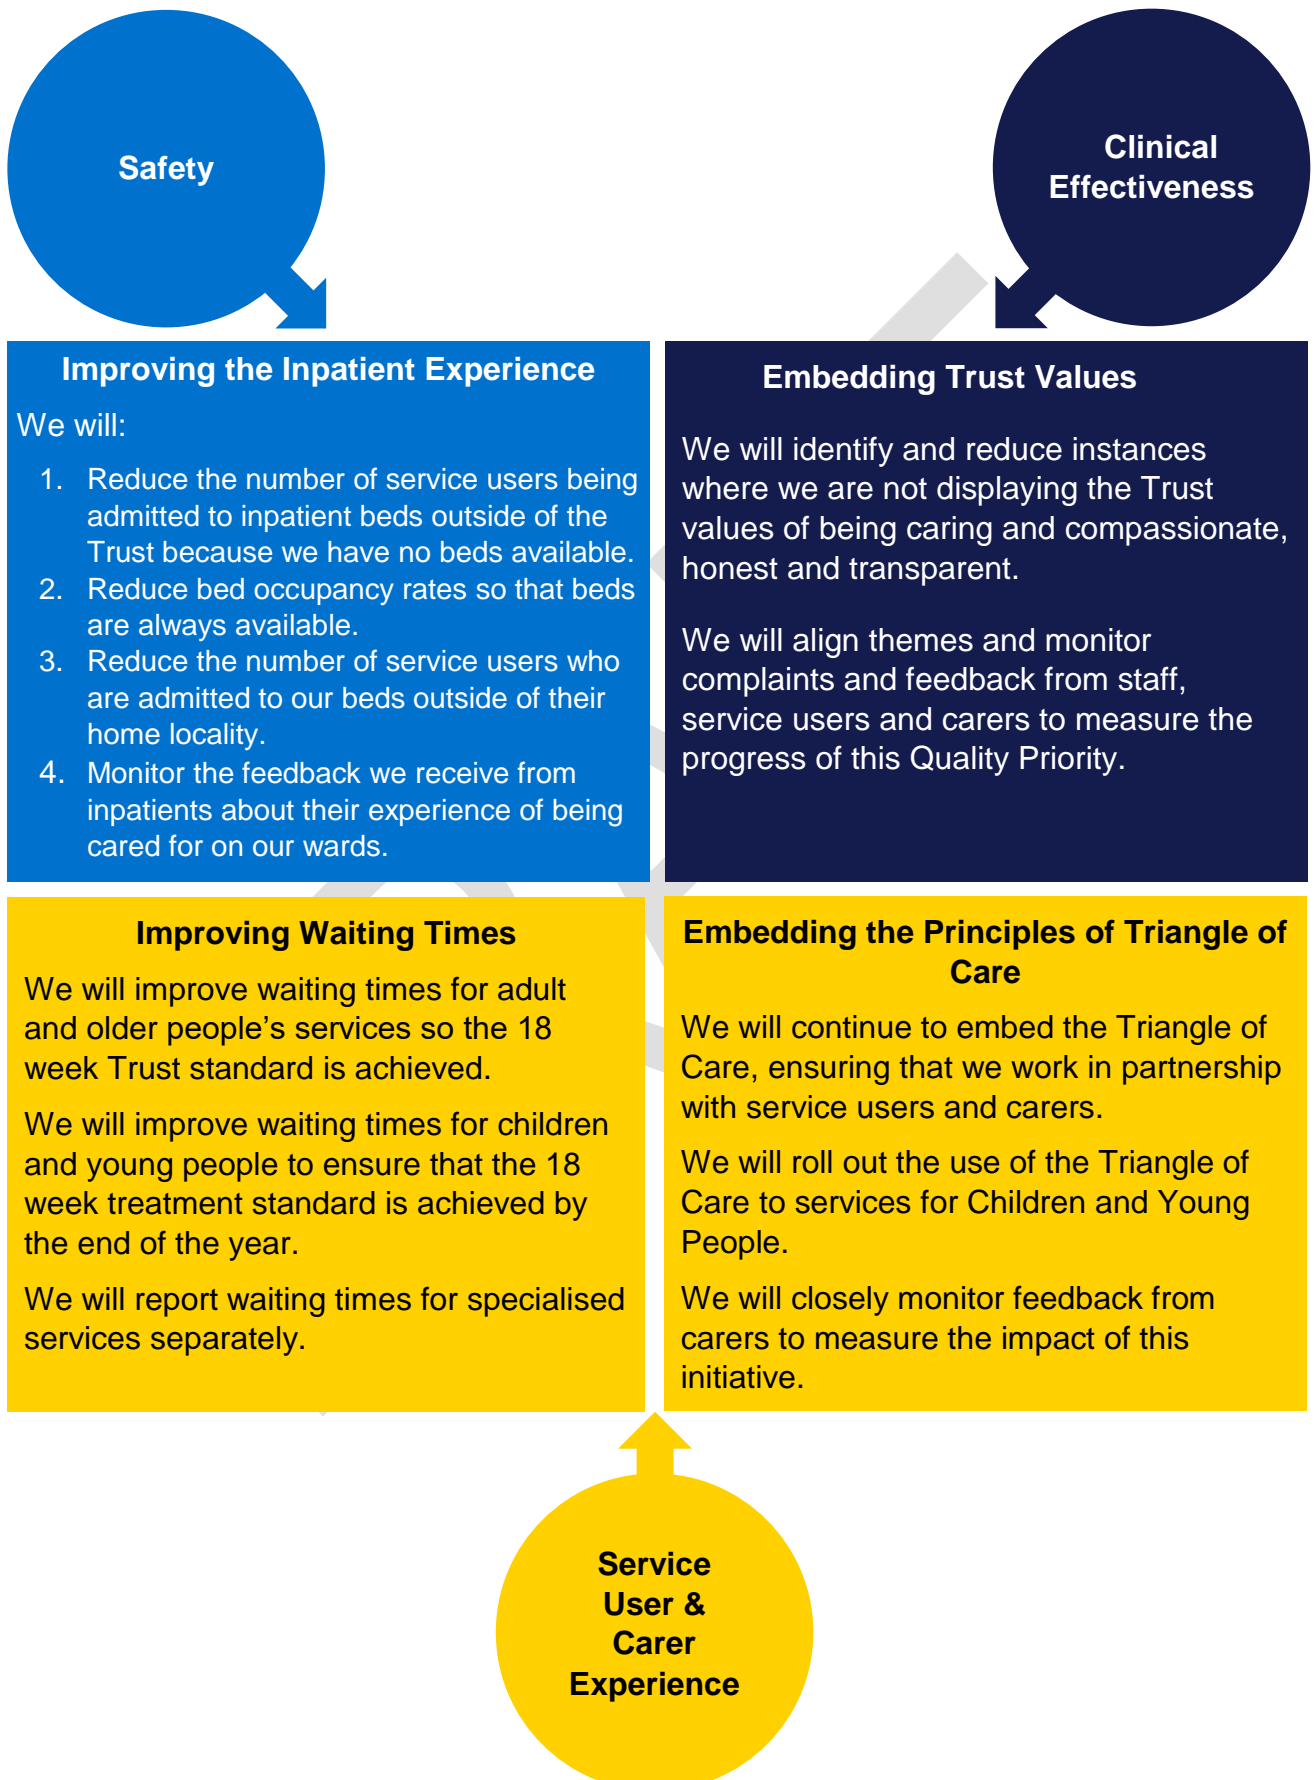 Safety
Clinical
Effectiveness
Improving the Inpatient Experience
We will:
1. Reduce the number of service users being
admitted to inpatient beds outside of the
Trust because we have no beds available.
2. Reduce bed occupancy rates so that beds
are always available.
3. Reduce the number of service users who
are admitted to our beds outside of their
home locality.
4. Monitor the feedback we receive from
inpatients about their experience of being
cared for on our wards.
Embedding Trust Values
We will identify and reduce instances
where we are not displaying the Trust
values of being caring and compassionate,
honest and transparent.
We will align themes and monitor
complaints and feedback from staff,
service users and carers to measure the
progress of this Quality Priority.
Improving Waiting Times
We will improve waiting times for adult
and older people’s services so the 18
week Trust standard is achieved.
We will improve waiting times for children
and young people to ensure that the 18
week treatment standard is achieved by
the end of the year.
We will report waiting times for specialised
services separately.
Embedding the Principles of Triangle of
Care
We will continue to embed the Triangle of
Care, ensuring that we work in partnership
with service users and carers.
We will roll out the use of the Triangle of
Care to services for Children and Young
People.
We will closely monitor feedback from
carers to measure the impact of this
initiative.
Service
User &
Carer
Experience